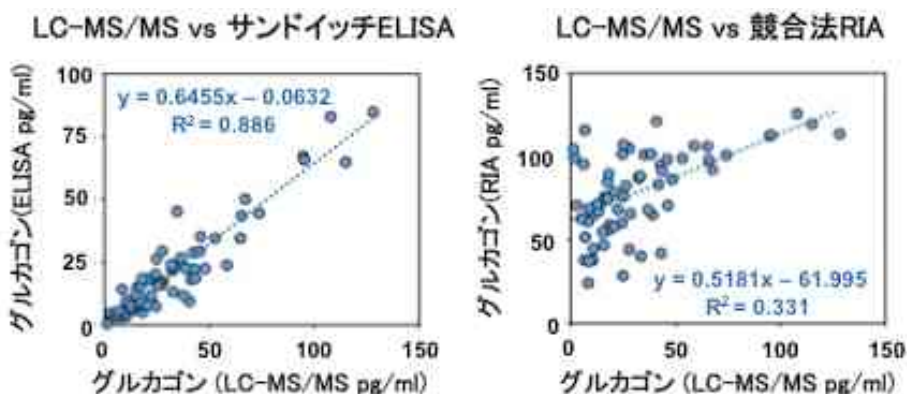 LC-MS/MS vs サンドイッチELISA
グルカゴン(ELISA pg/ml)
100
75
50
25
0
y = 0.6455x − 0.0632
R² = 0.886
0 50 100 150
グルカゴン (LC-MS/MS pg/ml)
LC-MS/MS vs 競合法RIA
グルカゴン(RIA pg/ml)
150
100
50
0
y = 0.5181x − 61.995
R² = 0.331
0 50 100 150
グルカゴン (LC-MS/MS pg/ml)